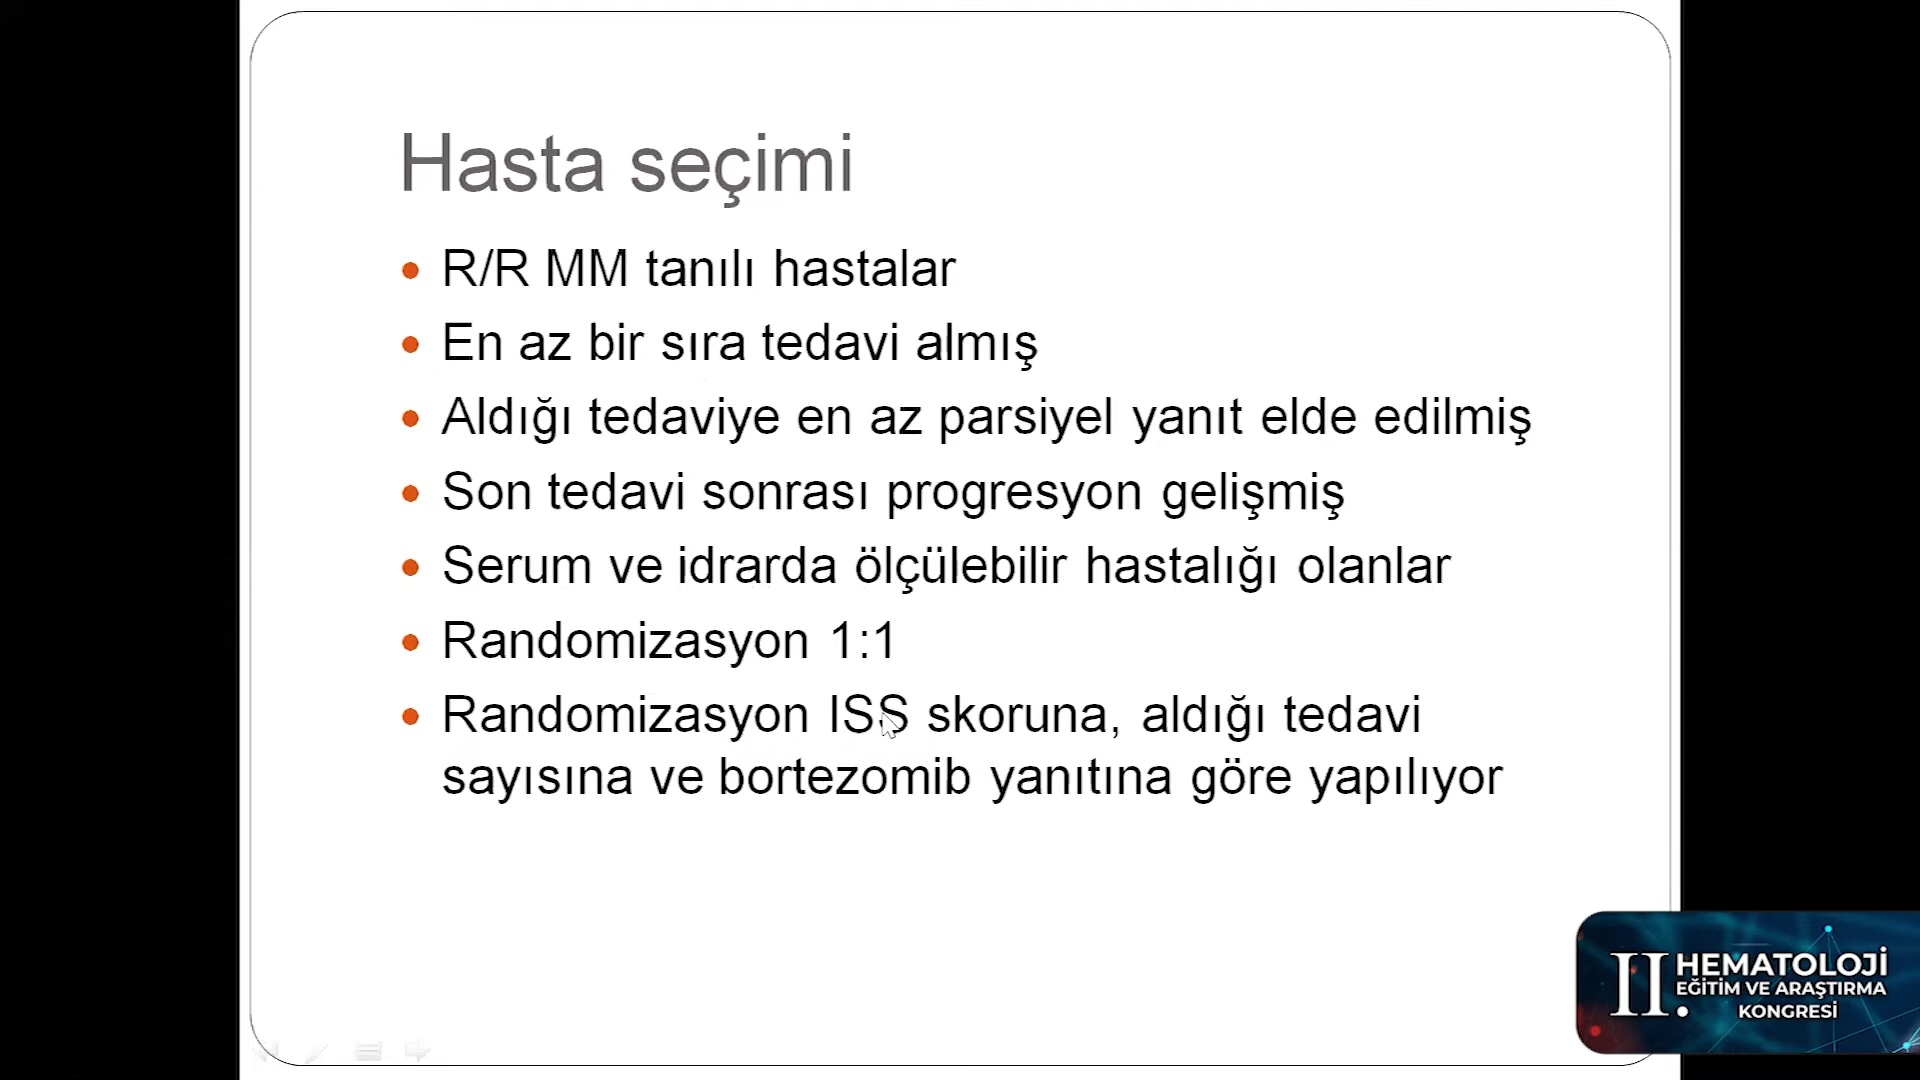 Hasta seçimi
R/R MM tanılı hastalar
En az bir sıra tedavi almış
Aldığı tedaviye en az parsiyel yanıt elde edilmiş
Son tedavi sonrası progresyon gelişmiş
Serum ve idrarda ölçülebilir hastalığı olanlar
Randomizasyon 1:1
Randomizasyon ISS skoruna, aldığı tedavi
sayısına ve bortezomib yanıtına göre yapılıyor
II. HEMATOLOJİ
EĞİTİM VE ARAŞTIRMA
KONGRESİ